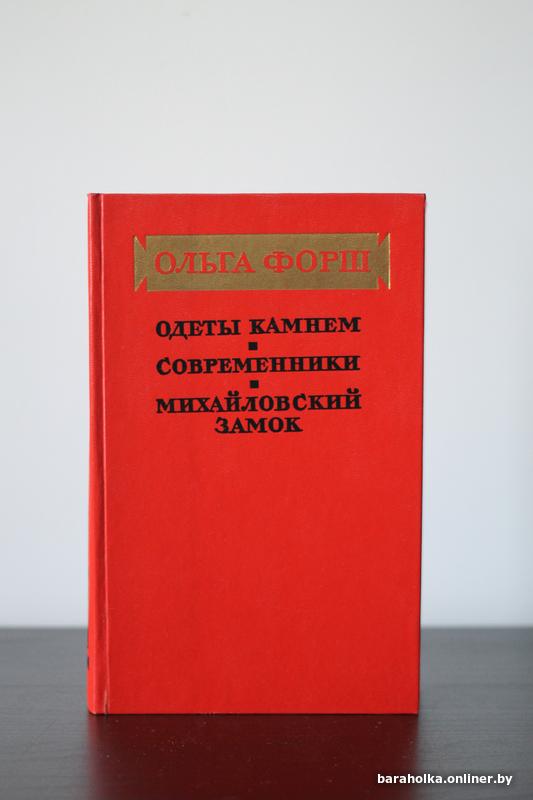 ОЛЬГА ФОРШ
ОДЕТЫ КАМНЕМ
СОВРЕМЕННИКИ
МИХАЙЛОВСКИЙ
ЗАМОК
baraholka.onliner.by